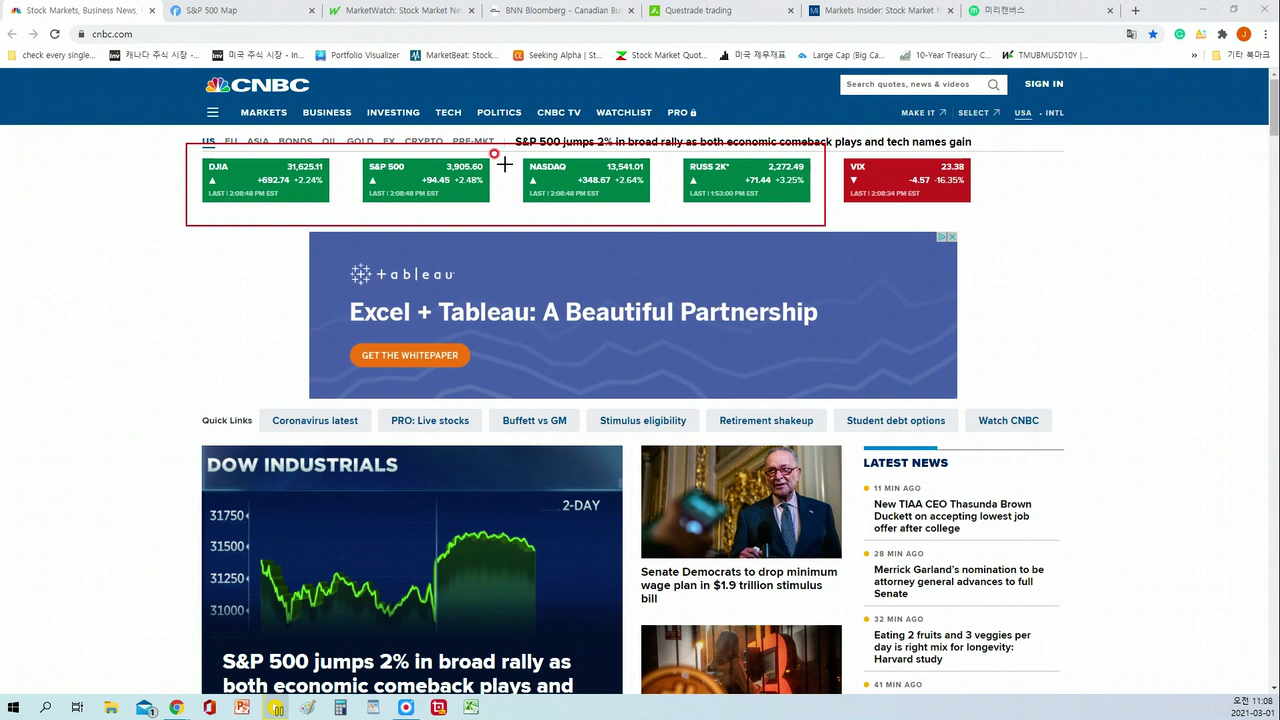 Stock Markets, Business News,
S&P 500 Map
MarketWatch: Stock Market Ne
BNN Bloomberg - Canadian Bu
Questrade trading
Markets Insider: Stock Market
미리캔버스
cnbc.com
check every single...
캐나다 주식 시장 -...
미국 주식 시장 - In...
Portfolio Visualizer
MarketBeat: Stock...
Seeking Alpha | St...
Stock Market Quot...
미국 재무제표
Large Cap (Big Ca...
10-Year Treasury C...
TMUBMUSD10Y |...
»
기타 북마크
CNBC
Search quotes, news & videos
SIGN IN
MARKETS BUSINESS INVESTING TECH POLITICS CNBC TV WATCHLIST PRO
MAKE IT SELECT USA • INTL
US EU ASIA BONDS OIL GOLD FX CRYPTO PRE-MKT
S&P 500 jumps 2% in broad rally as both economic comeback plays and tech names gain
DJIA 31,625.11
▲ +692.74 +2.24%
LAST | 2:08:48 PM EST
S&P 500 3,905.60
▲ +94.45 +2.48%
LAST | 2:08:48 PM EST
NASDAQ 13,541.01
▲ +348.67 +2.64%
LAST | 2:08:48 PM EST
RUSS 2K* 2,272.49
▲ +71.44 +3.25%
LAST | 1:53:00 PM EST
VIX 23.38
▼ -4.57 -16.35%
LAST | 2:08:34 PM EST
+ableau
Excel + Tableau: A Beautiful Partnership
GET THE WHITEPAPER
Quick Links
Coronavirus latest
PRO: Live stocks
Buffett vs GM
Stimulus eligibility
Retirement shakeup
Student debt options
Watch CNBC
DOW INDUSTRIALS
2-DAY
31750
31500
31250
31000
S&P 500 jumps 2% in broad rally as
both economic comeback plays and
Senate Democrats to drop minimum
wage plan in $1.9 trillion stimulus
bill
LATEST NEWS
11 MIN AGO
New TIAA CEO Thasunda Brown
Duckett on accepting lowest job
offer after college
28 MIN AGO
Merrick Garland's nomination to be
attorney general advances to full
Senate
32 MIN AGO
Eating 2 fruits and 3 veggies per
day is right mix for longevity:
Harvard study
41 MIN AGO
오전 11:08
2021-03-01